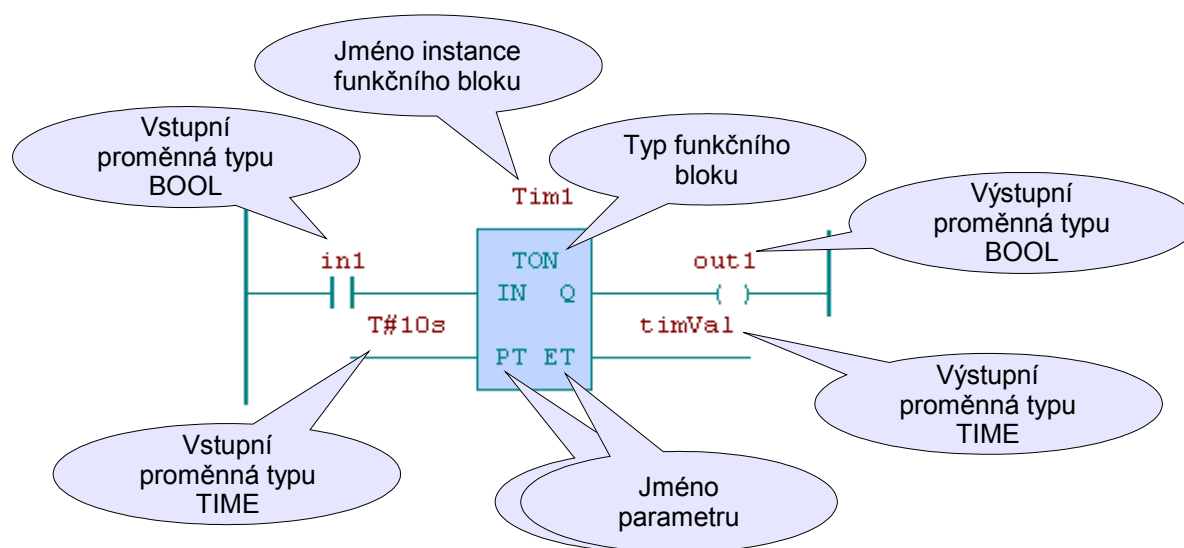 Jméno instance
funkčního bloku
Vstupní
proměnná typu
BOOL
Typ funkčního
bloku
Tim1
Výstupní
proměnná typu
BOOL
in1
TON
out1
IN Q
T#10s
timVal
PT ET
Výstupní
proměnná typu
TIME
Vstupní
proměnná typu
TIME
Jméno
parametru